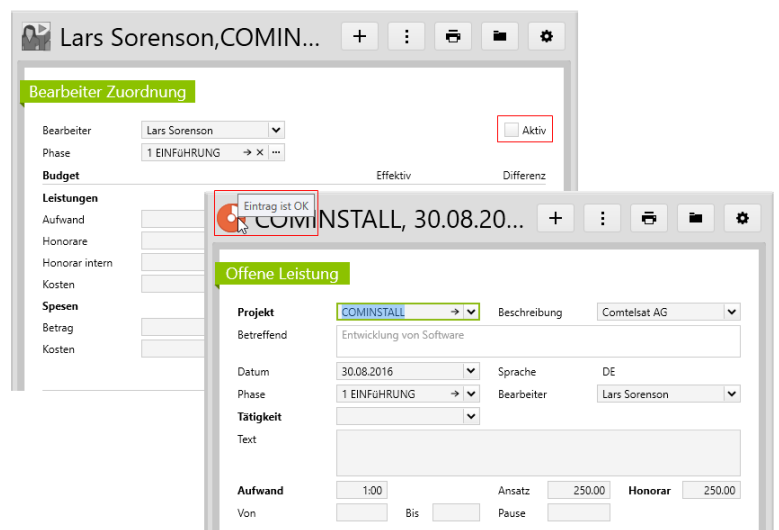 Lars Sorenson,COMIN...
Bearbeiter Zuordnung
Bearbeiter Lars Sorenson Aktiv
Phase 1 EINFüHRUNG
Budget Effektiv Differenz
Leistungen
Aufwand
Honorare
Honorar intern
Kosten
Spesen
Betrag
Kosten
Eintrag ist OK
COMINSTALL, 30.08.20...
Offene Leistung
Projekt COMINSTALL Beschreibung Comtelsat AG
Betreffend Entwicklung von Software
Datum 30.08.2016 Sprache DE
Phase 1 EINFüHRUNG Bearbeiter Lars Sorenson
Tätigkeit
Text
Aufwand 1:00 Ansatz 250.00 Honorar 250.00
Von Bis Pause